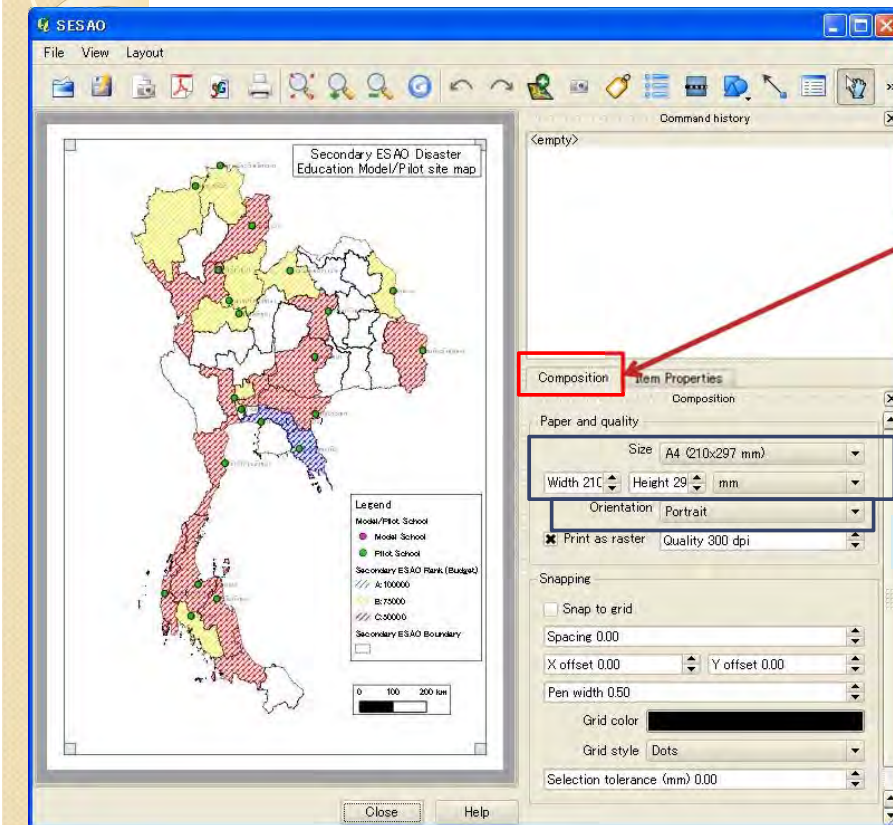 SESAO
File View Layout
Command history
<empty>
Secondary ESAO Disaster
Education Model/Pilot site map
Legend
Model/Pilot School
Model School
Pilot School
Secondary ESAO Rank (Budget)
A:100000
B:75000
C:50000
Secondary ESAO Boundary
0 100 200 km
Composition Item Properties
Composition
Paper and quality
Size A4 (210x297 mm)
Width 210 Height 29 mm
Orientation Portrait
Print as raster Quality 300 dpi
Snapping
Snap to grid
Spacing 0.00
X offset 0.00 Y offset 0.00
Pen width 0.50
Grid color
Grid style Dots
Selection tolerance (mm) 0.00
Close Help